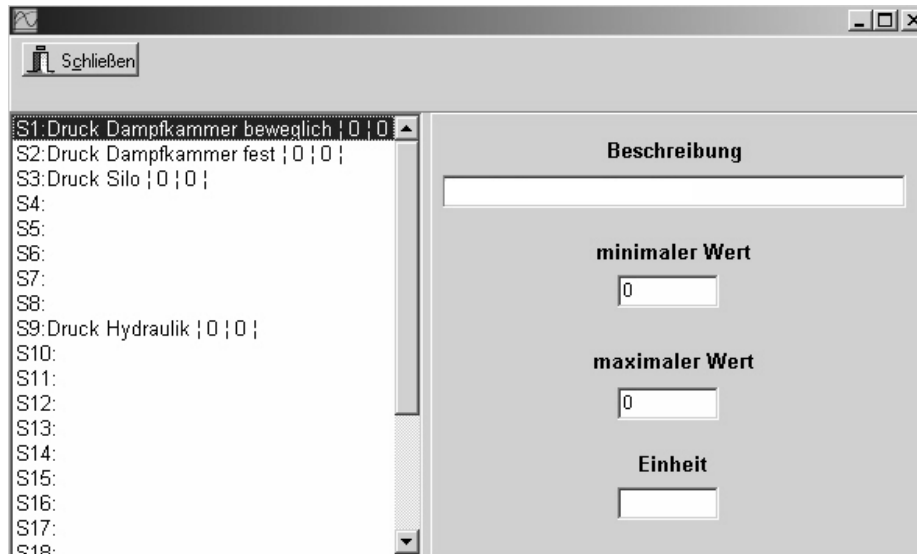 Schließen
S1:Druck Dampfkammer beweglich ¦ 0 ¦ 0
S2:Druck Dampfkammer fest ¦ 0 ¦ 0 ¦
S3:Druck Silo ¦ 0 ¦ 0 ¦
S4:
S5:
S6:
S7:
S8:
S9:Druck Hydraulik ¦ 0 ¦ 0 ¦
S10:
S11:
S12:
S13:
S14:
S15:
S16:
S17:
S18:
Beschreibung
minimaler Wert
0
maximaler Wert
0
Einheit